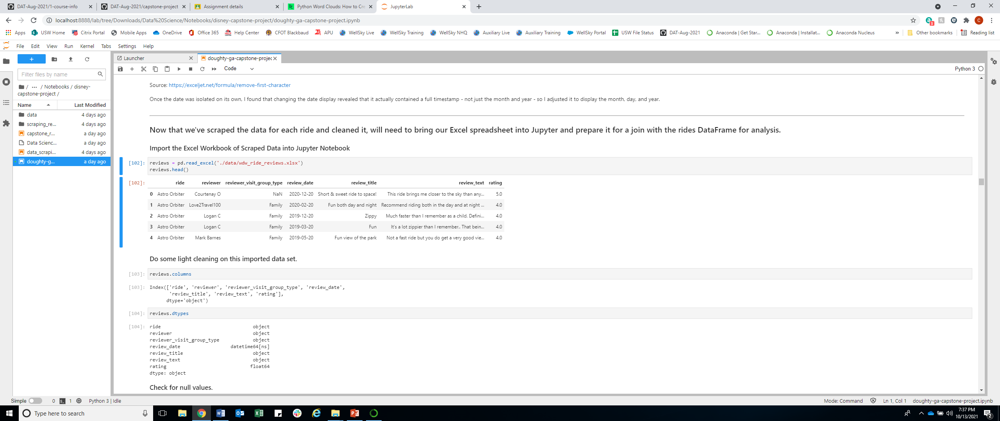 DAT-Aug-2021/1-course-info
DAT-Aug-2021/capstone-project
Assignment details
Python Word Clouds: How to Cre
JupyterLab
localhost:8888/lab/tree/Downloads/Data%20Science/Notebooks/disney-capstone-project/doughty-ga-capstone-project.ipynb
3
C
Apps USW Home Citrix Portal Mobile Apps OneDrive Office 365 Help Center CFOT Blackbaud APU WellSky Live WellSky Training WellSky NHQ Auxiliary Live Auxiliary Training WellSky Portal USW File Status DAT-Aug-2021 Anaconda | Get Star... Anaconda | Installat... Anaconda Nucleus » Other bookmarks Reading list
File Edit View Run Kernel Tabs Settings Help
Launcher
doughty-ga-capstone-projec
Code
Python 3
Filter files by name
/ ··· / Notebooks / disney-
capstone-project /
Name Last Modified
data 4 days ago
scraping_re... 4 days ago
capstone_r... a day ago
Data Scienc... a day ago
data_scrapi... 4 days ago
doughty-g... a day ago
Source: https://exceljet.net/formula/remove-first-character
Once the date was isolated on its own, I found that changing the date display revealed that it actually contained a full timestamp - not just the month and year - so I adjusted it to display the month, day, and year.
Now that we've scraped the data for each ride and cleaned it, will need to bring our Excel spreadsheet into Jupyter and prepare it for a join with the rides DataFrame for analysis.
Import the Excel Workbook of Scraped Data into Jupyter Notebook
[102]: reviews = pd.read_excel('./data/wdw_ride_reviews.xlsx')
reviews.head()
[102]: ride reviewer reviewer_visit_group_type review_date review_title review_text rating
0 Astro Orbiter Courtenay O NaN 2020-12-20 Short & sweet ride to space! This ride brings me closer to the sky than any... 5.0
1 Astro Orbiter Love2Travel100 Family 2020-02-20 Fun both day and night Recommend riding both in the day and at night ... 4.0
2 Astro Orbiter Logan C Family 2019-12-20 Zippy Much faster than I remember as a child. Defini... 4.0
3 Astro Orbiter Logan C Family 2019-03-20 Fun It's a lot zippier than I remember.. That bein... 4.0
4 Astro Orbiter Mark Barnes Family 2019-05-20 Fun view of the park Not a fast ride but you do get a very good vie... 4.0
Do some light cleaning on this imported data set.
[103]: reviews.columns
[103]: Index(['ride', 'reviewer', 'reviewer_visit_group_type', 'review_date',
'review_title', 'review_text', 'rating'],
dtype='object')
[104]: reviews.dtypes
[104]: ride object
reviewer object
reviewer_visit_group_type object
review_date datetime64[ns]
review_title object
review_text object
rating float64
dtype: object
Check for null values.
Simple 0 1 Python 3 | Idle
Mode: Command Ln 1, Col 1 doughty-ga-capstone-project.ipynb
Type here to search
7:37 PM
10/13/2021
2